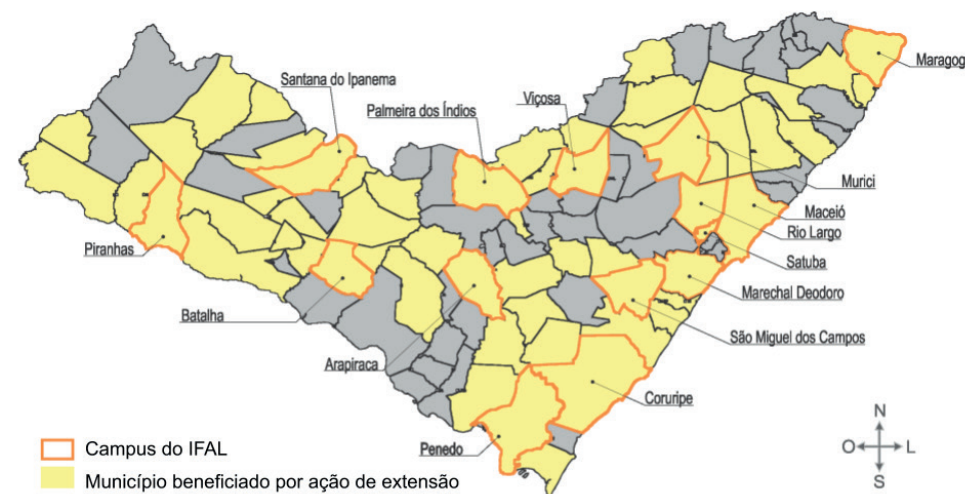 Maragog
Santana do Ipanema
Palmeira dos Índios
Viçosa
Murici
Maceió
Rio Largo
Satuba
Piranhas
Marechal Deodoro
Batalha
São Miguel dos Campos
Arapiraca
Coruripe
Penedo
N
O
L
S
Campus do IFAL
Município beneficiado por ação de extensão